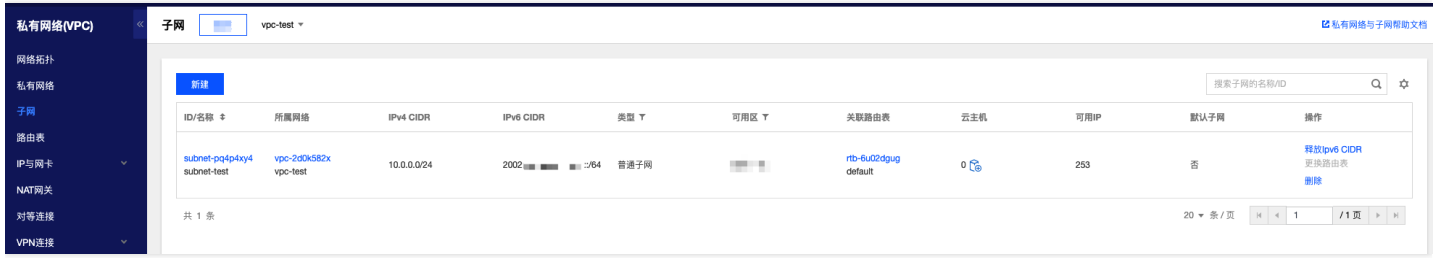 私有网络(VPC)
子网 vpc-test
私有网络与子网帮助文档
网络拓扑
私有网络
子网
路由表
IP与网卡
NAT网关
对等连接
VPN连接
新建
搜索子网的名称/ID
ID/名称 所属网络 IPv4 CIDR IPv6 CIDR 类型 可用区 关联路由表 云主机 可用IP 默认子网 操作
subnet-pq4p4xy4 vpc-2d0k582x rtb-6u02dgug 释放Ipv6 CIDR
10.0.0.0/24 2002 ::/64 普通子网 0 253 否 更换路由表
subnet-test vpc-test default
删除
共 1 条
20 条 / 页 1 / 1 页